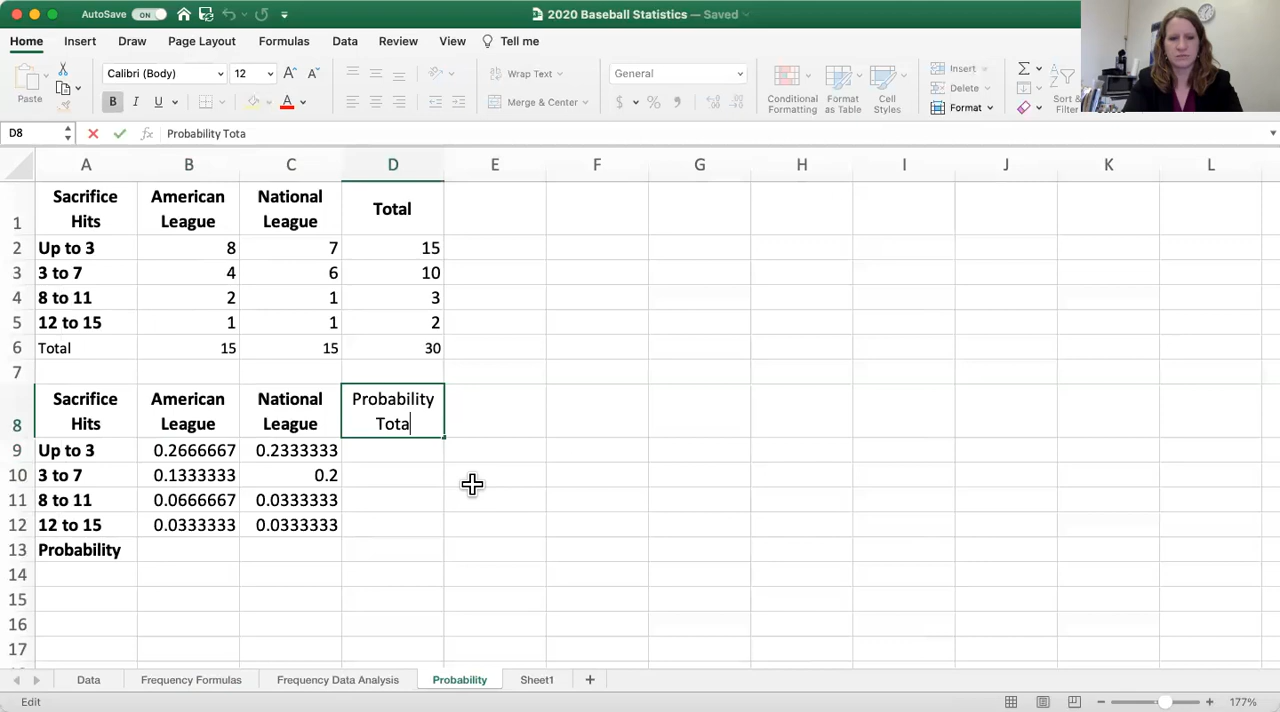 AutoSave ON 2020 Baseball Statistics — Saved
Home Insert Draw Page Layout Formulas Data Review View Tell me
Paste Calibri (Body) 12 A A Wrap Text General Conditional Formatting Format as Table Cell Styles Insert
B I U A Merge & Center $ % Delete
Format Sort & Filter
D8 fx Probability Tota
A B C D E F G H I J K L
1 Sacrifice Hits American League National League Total
2 Up to 3 8 7 15
3 3 to 7 4 6 10
4 8 to 11 2 1 3
5 12 to 15 1 1 2
6 Total 15 15 30
7
8 Sacrifice Hits American League National League Probability Tota
9 Up to 3 0.2666667 0.2333333
10 3 to 7 0.1333333 0.2
11 8 to 11 0.0666667 0.0333333
12 12 to 15 0.0333333 0.0333333
13 Probability
14
15
16
17
Data Frequency Formulas Frequency Data Analysis Probability Sheet1 +
Edit 177%